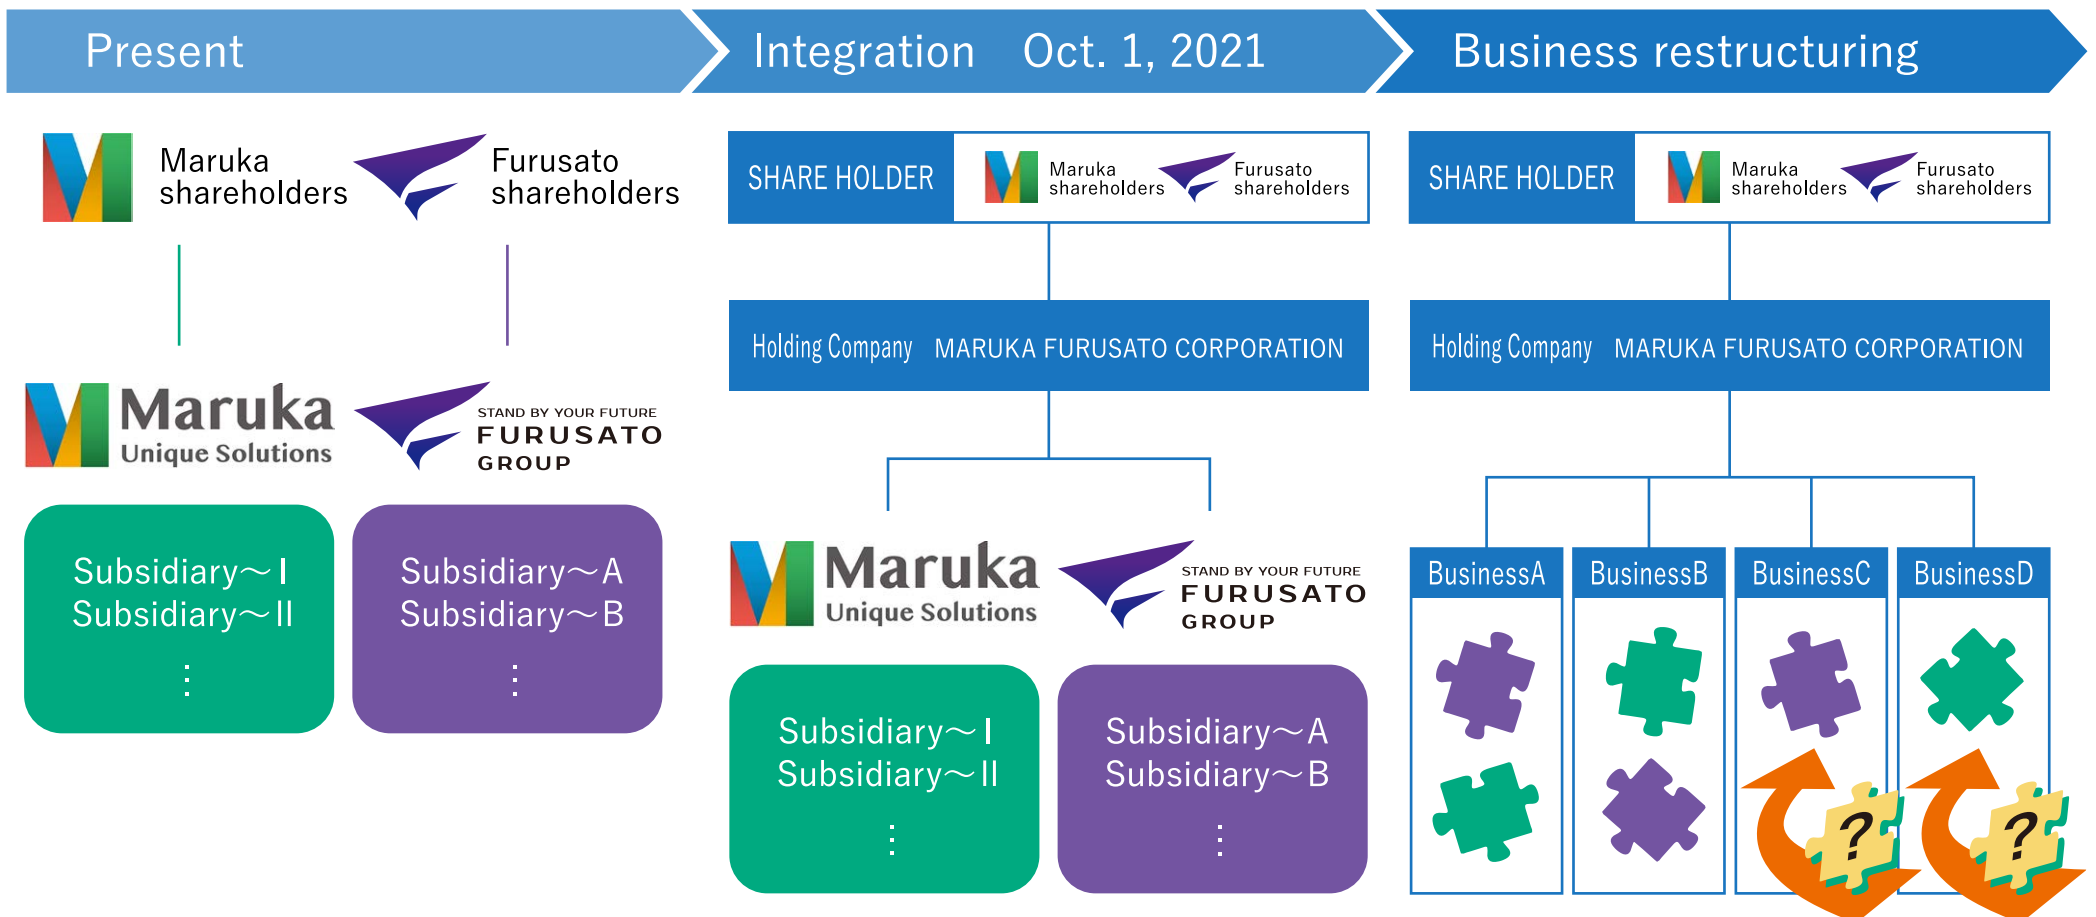 Present
Integration Oct. 1, 2021
Business restructuring
Maruka
shareholders
Furusato
shareholders
Maruka
Unique Solutions
STAND BY YOUR FUTURE
FURUSATO
GROUP
Subsidiary～I
Subsidiary～II
⋮
Subsidiary～A
Subsidiary～B
⋮
SHARE HOLDER
Maruka
shareholders
Furusato
shareholders
Holding Company MARUKA FURUSATO CORPORATION
Maruka
Unique Solutions
STAND BY YOUR FUTURE
FURUSATO
GROUP
Subsidiary～I
Subsidiary～II
⋮
Subsidiary～A
Subsidiary～B
⋮
SHARE HOLDER
Maruka
shareholders
Furusato
shareholders
Holding Company MARUKA FURUSATO CORPORATION
BusinessA
BusinessB
BusinessC
BusinessD
?
?